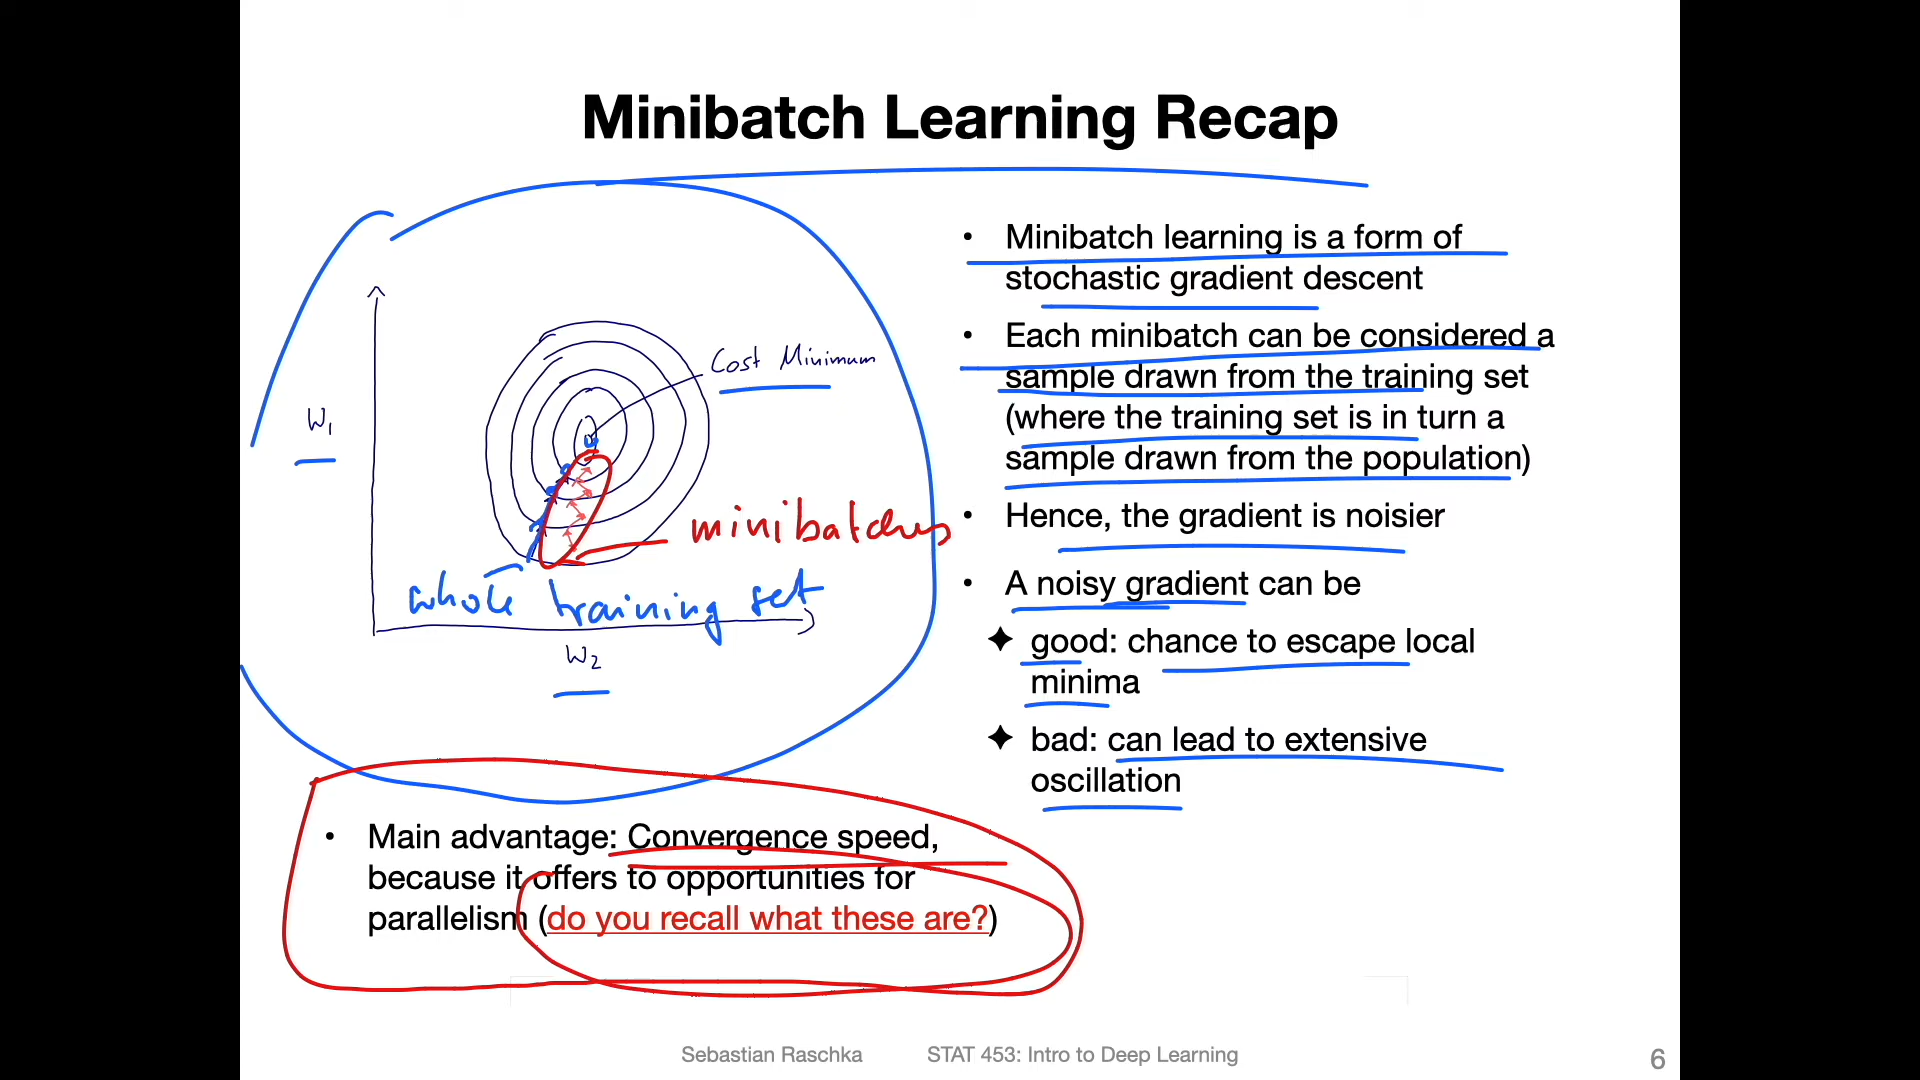 Minibatch Learning Recap
W1
Cost Minimum
minibatches
whole training set
W2
• Minibatch learning is a form of
stochastic gradient descent
• Each minibatch can be considered a
sample drawn from the training set
(where the training set is in turn a
sample drawn from the population)
• Hence, the gradient is noisier
• A noisy gradient can be
✦ good: chance to escape local
minima
✦ bad: can lead to extensive
oscillation
• Main advantage: Convergence speed,
because it offers to opportunities for
parallelism (do you recall what these are?)
Sebastian Raschka STAT 453: Intro to Deep Learning
6